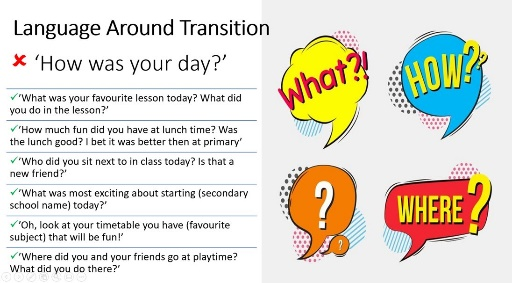 Language Around Transition
✗ ‘How was your day?’
✓‘What was your favourite lesson today? What did
you do in the lesson?’
✓‘How much fun did you have at lunch time? Was
the lunch good? I bet it was better then at primary‘
✓‘Who did you sit next to in class today? Is that a
new friend?’
✓‘What was most exciting about starting (secondary
school name) today?’
✓‘Oh, look at your timetable you have (favourite
subject) that will be fun!‘
✓‘Where did you and your friends go at playtime?
What did you do there?’
What?!
HOW???
?
?
WHERE?